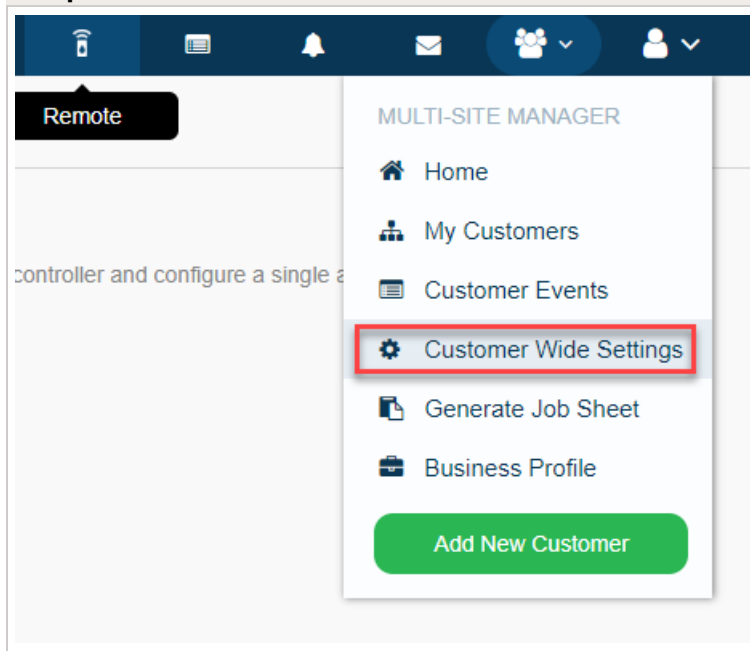 Remote
MULTI-SITE MANAGER
Home
My Customers
controller and configure a single
Customer Events
Customer Wide Settings
Generate Job Sheet
Business Profile
Add New Customer